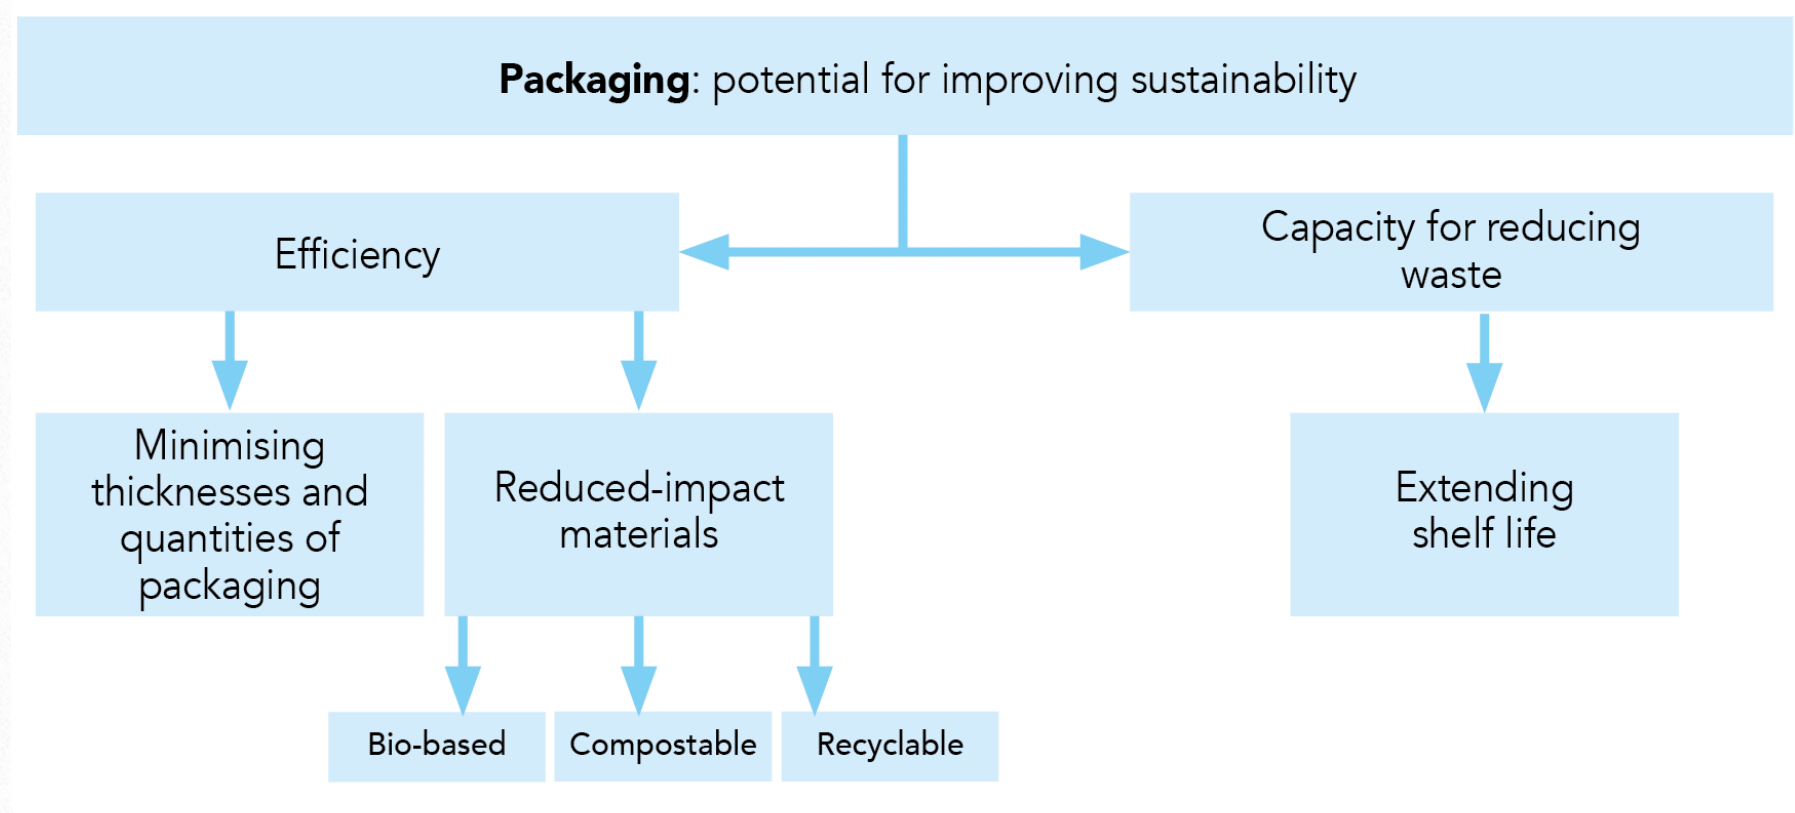 Packaging: potential for improving sustainability
Efficiency
Capacity for reducing
waste
Minimising
thicknesses and
quantities of
packaging
Reduced-impact
materials
Extending
shelf life
Bio-based
Compostable
Recyclable